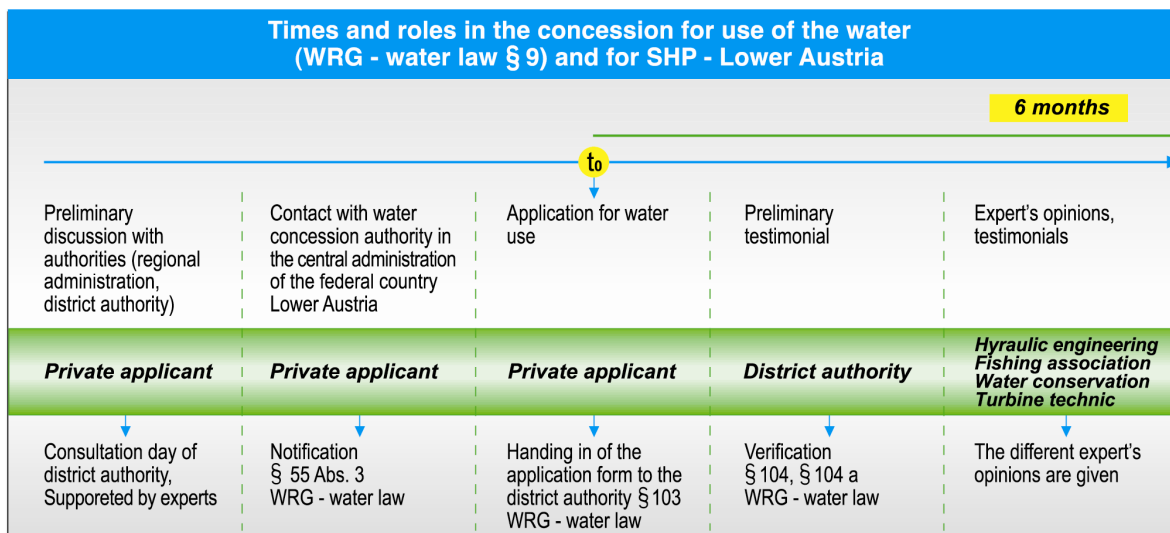 Times and roles in the concession for use of the water
(WRG - water law § 9) and for SHP - Lower Austria
6 months
t0
Preliminary
discussion with
authorities (regional
administration,
district authority)
Contact with water
concession authority in
the central administration
of the federal country
Lower Austria
Application for water
use
Preliminary
testimonial
Expert's opinions,
testimonials
Private applicant
Private applicant
Private applicant
District authority
Hyraulic engineering
Fishing association
Water conservation
Turbine technic
Consultation day of
district authority,
Supporeted by experts
Notification
§ 55 Abs. 3
WRG - water law
Handing in of the
application form to the
district authority § 103
WRG - water law
Verification
§ 104, § 104 a
WRG - water law
The different expert's
opinions are given